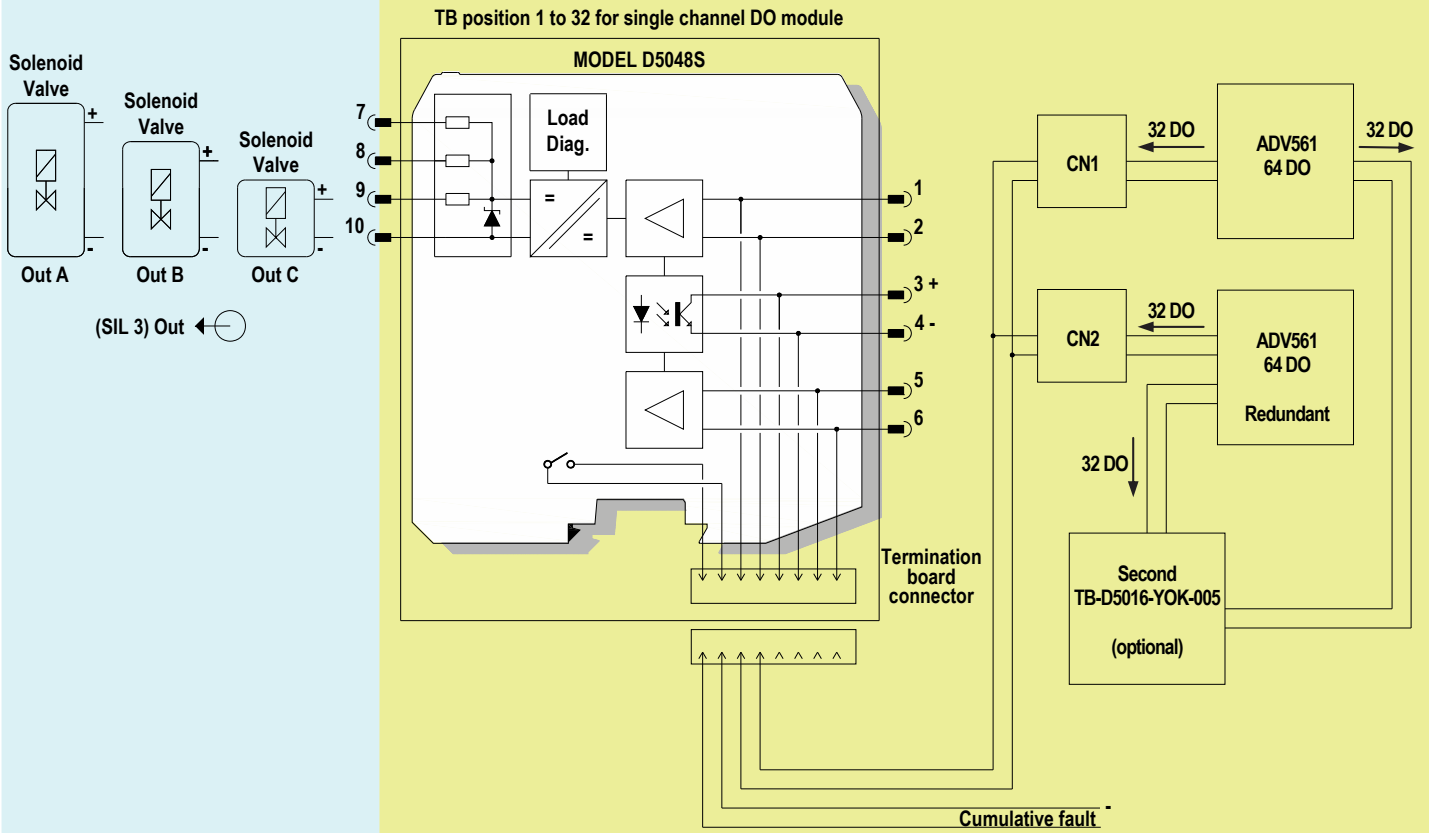 TB position 1 to 32 for single channel DO module
MODEL D5048S
Solenoid
Valve
+
-
Out A
Solenoid
Valve
+
-
Out B
Solenoid
Valve
+
-
Out C
(SIL 3) Out
7
8
9
10
Load
Diag.
=
=
1
2
3 +
4 -
5
6
Termination
board
connector
CN1
32 DO
ADV561
64 DO
32 DO
CN2
32 DO
ADV561
64 DO
Redundant
32 DO
Second
TB-D5016-YOK-005
(optional)
-
Cumulative fault